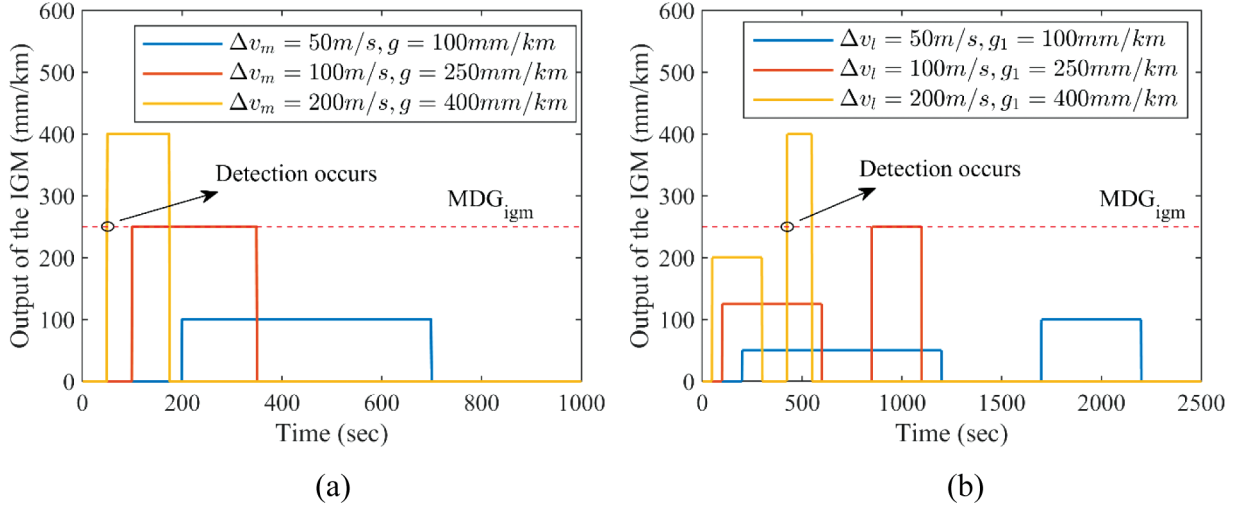 600
500
400
300
200
100
0
Output of the IGM (mm/km)
Δv_m = 50m/s, g = 100mm/km
Δv_m = 100m/s, g = 250mm/km
Δv_m = 200m/s, g = 400mm/km
Detection occurs
MDG_igm
0 200 400 600 800 1000
Time (sec)
(a)
600
500
400
300
200
100
0
Output of the IGM (mm/km)
Δv_l = 50m/s, g_1 = 100mm/km
Δv_l = 100m/s, g_1 = 250mm/km
Δv_l = 200m/s, g_1 = 400mm/km
Detection occurs
MDG_igm
0 500 1000 1500 2000 2500
Time (sec)
(b)